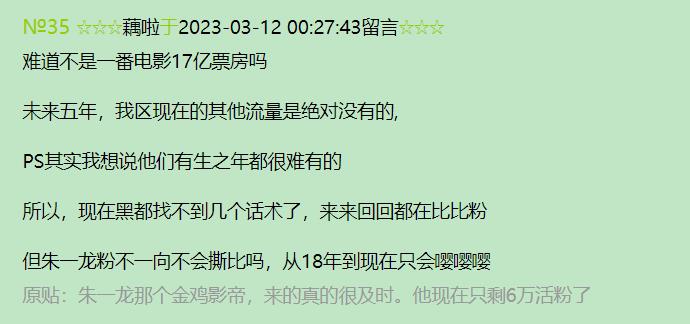 №35 ☆☆☆藕啦于2023-03-12 00:27:43留言☆☆☆
难道不是一番电影17亿票房吗
未来五年，我区现在的其他流量是绝对没有的,
PS其实我想说他们有生之年都很难有的
所以，现在黑都找不到几个话术了，来来回回都在比比粉
但朱一龙粉不一向不会撕比吗，从18年到现在只会嘤嘤嘤
原贴：朱一龙那个金鸡影帝，来的真的很及时。他现在只剩6万活粉了